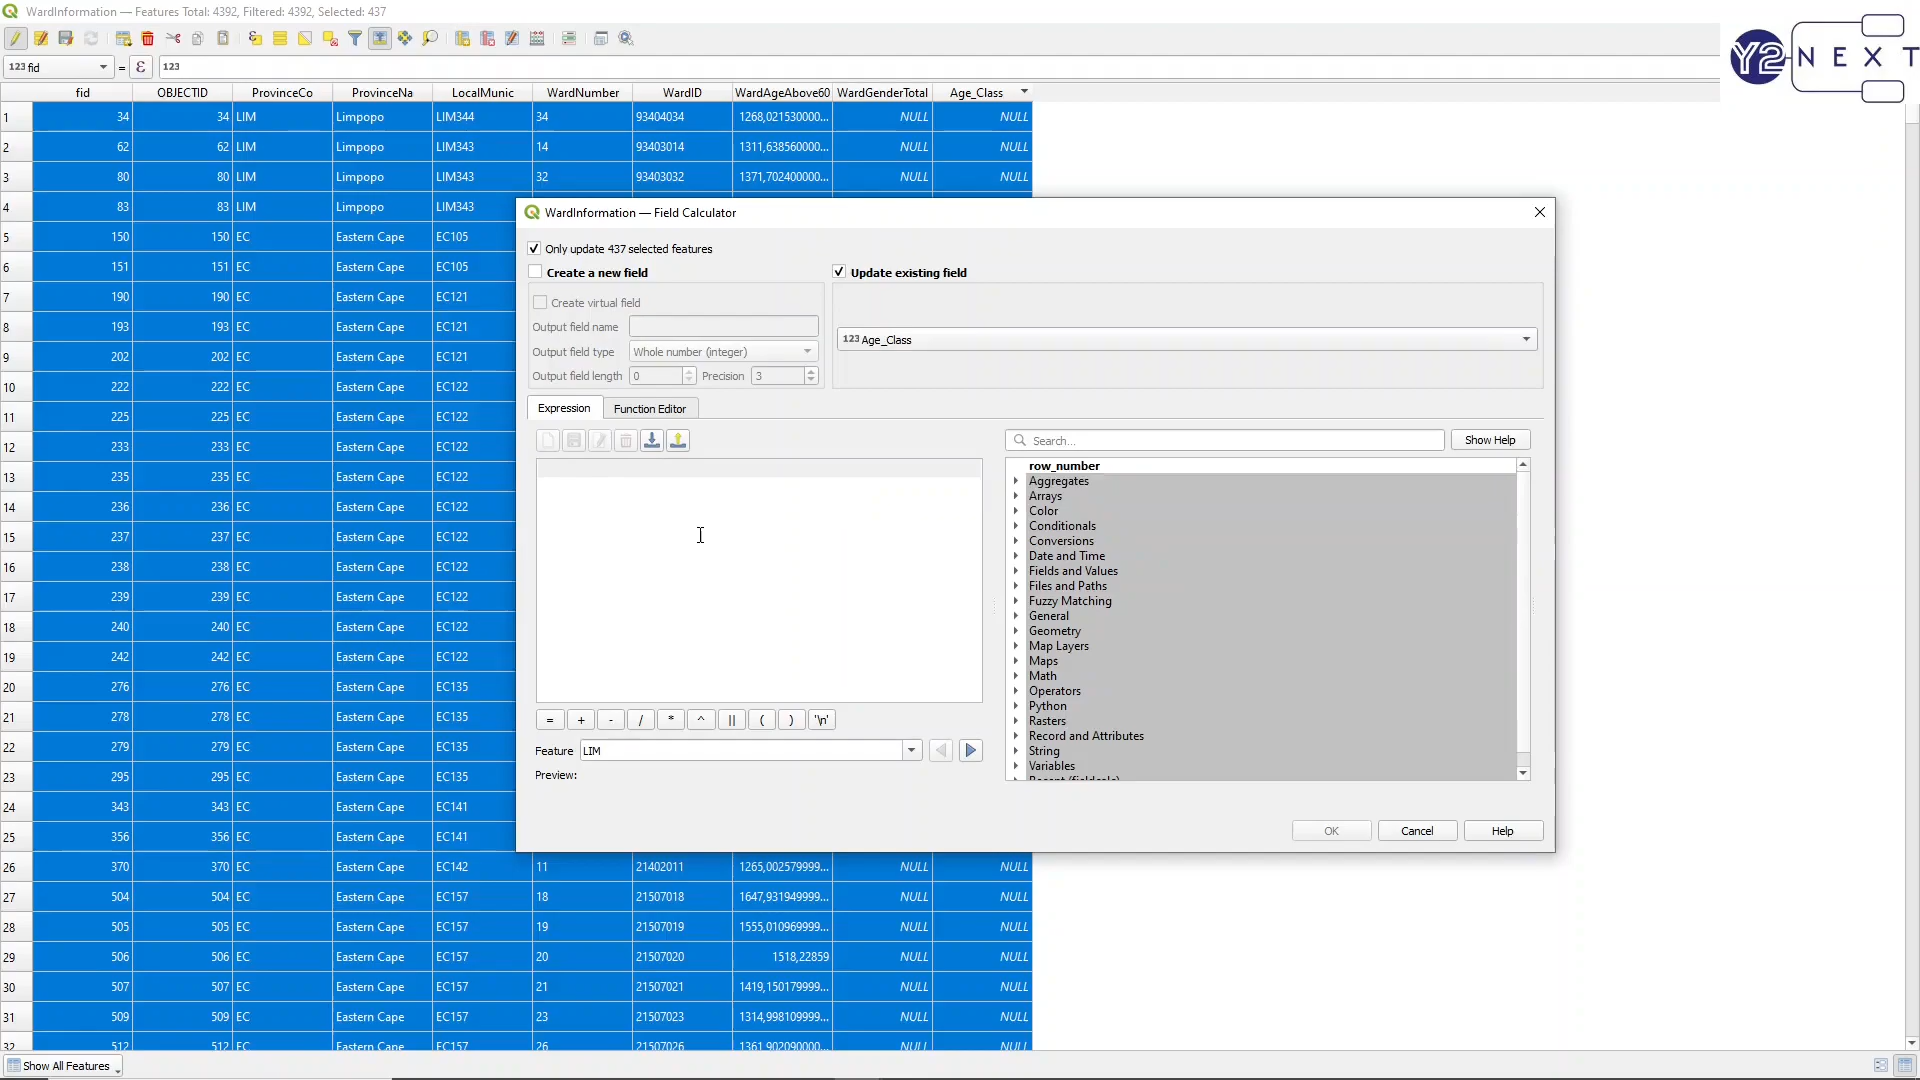 WardInformation — Features Total: 4392, Filtered: 4392, Selected: 437
Y2 NEXT
123 fid = ε 123
fid OBJECTID ProvinceCo ProvinceNa LocalMunic WardNumber WardID WardAgeAbove60 WardGenderTotal Age_Class
1 34 34 LIM Limpopo LIM344 34 93404034 1268,021530000... NULL NULL
2 62 62 LIM Limpopo LIM343 14 93403014 1311,638560000... NULL NULL
3 80 80 LIM Limpopo LIM343 32 93403032 1371,702400000... NULL NULL
4 83 83 LIM Limpopo LIM343
5 150 150 EC Eastern Cape EC105
6 151 151 EC Eastern Cape EC105
7 190 190 EC Eastern Cape EC121
8 193 193 EC Eastern Cape EC121
9 202 202 EC Eastern Cape EC121
10 222 222 EC Eastern Cape EC122
11 225 225 EC Eastern Cape EC122
12 233 233 EC Eastern Cape EC122
13 235 235 EC Eastern Cape EC122
14 236 236 EC Eastern Cape EC122
15 237 237 EC Eastern Cape EC122
16 238 238 EC Eastern Cape EC122
17 239 239 EC Eastern Cape EC122
18 240 240 EC Eastern Cape EC122
19 242 242 EC Eastern Cape EC122
20 276 276 EC Eastern Cape EC135
21 278 278 EC Eastern Cape EC135
22 279 279 EC Eastern Cape EC135
23 295 295 EC Eastern Cape EC135
24 343 343 EC Eastern Cape EC141
25 356 356 EC Eastern Cape EC141
26 370 370 EC Eastern Cape EC142 11 21402011 1265,002579999... NULL NULL
27 504 504 EC Eastern Cape EC157 18 21507018 1647,931949999... NULL NULL
28 505 505 EC Eastern Cape EC157 19 21507019 1555,010969999... NULL NULL
29 506 506 EC Eastern Cape EC157 20 21507020 1518,22859 NULL NULL
30 507 507 EC Eastern Cape EC157 21 21507021 1419,150179999... NULL NULL
31 509 509 EC Eastern Cape EC157 23 21507023 1314,998109999... NULL NULL
32 512 512 EC Eastern Cape EC157 26 21507026 1361,902090000... NULL NULL
WardInformation — Field Calculator
Only update 437 selected features
Create a new field
Update existing field
Create virtual field
Output field name
Output field type Whole number (integer)
Output field length 0 Precision 3
123 Age_Class
Expression Function Editor
Search...
Show Help
row_number
Aggregates
Arrays
Color
Conditionals
Conversions
Date and Time
Fields and Values
Files and Paths
Fuzzy Matching
General
Geometry
Map Layers
Maps
Math
Operators
Python
Rasters
Record and Attributes
String
Variables
Recent (fieldcalc)
= + - / * ^ || ( ) '\n'
Feature LIM
Preview:
OK Cancel Help
Show All Features